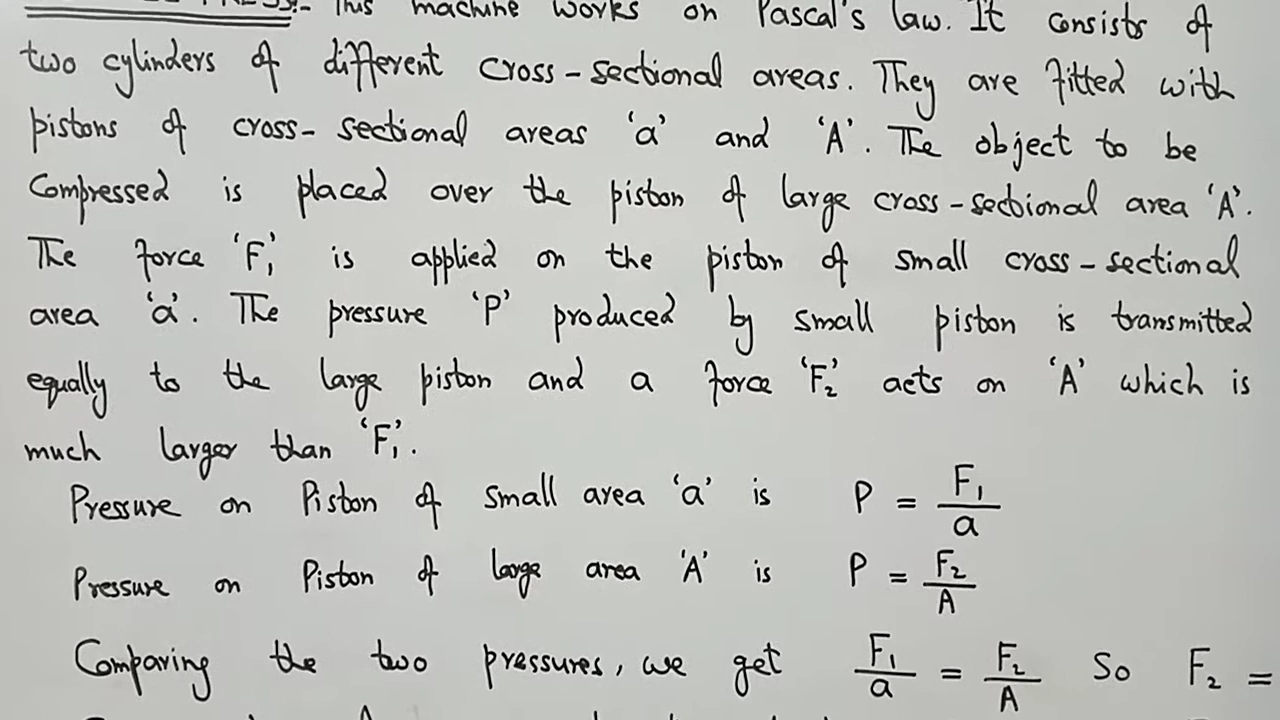 PRESS:- This machine works on Pascal's law. It consists of
two cylinders of different cross-sectional areas. They are fitted with
pistons of cross-sectional areas 'a' and 'A'. The object to be
Compressed is placed over the piston of large cross-sectional area 'A'.
The force 'F₁' is applied on the piston of small cross-sectional
area 'a'. The pressure 'P' produced by small piston is transmitted
equally to the large piston and a force 'F₂' acts on 'A' which is
much larger than 'F₁'.
Pressure on Piston of small area 'a' is P = F₁/a
Pressure on Piston of large area 'A' is P = F₂/A
Comparing the two pressures, we get F₁/a = F₂/A So F₂ =